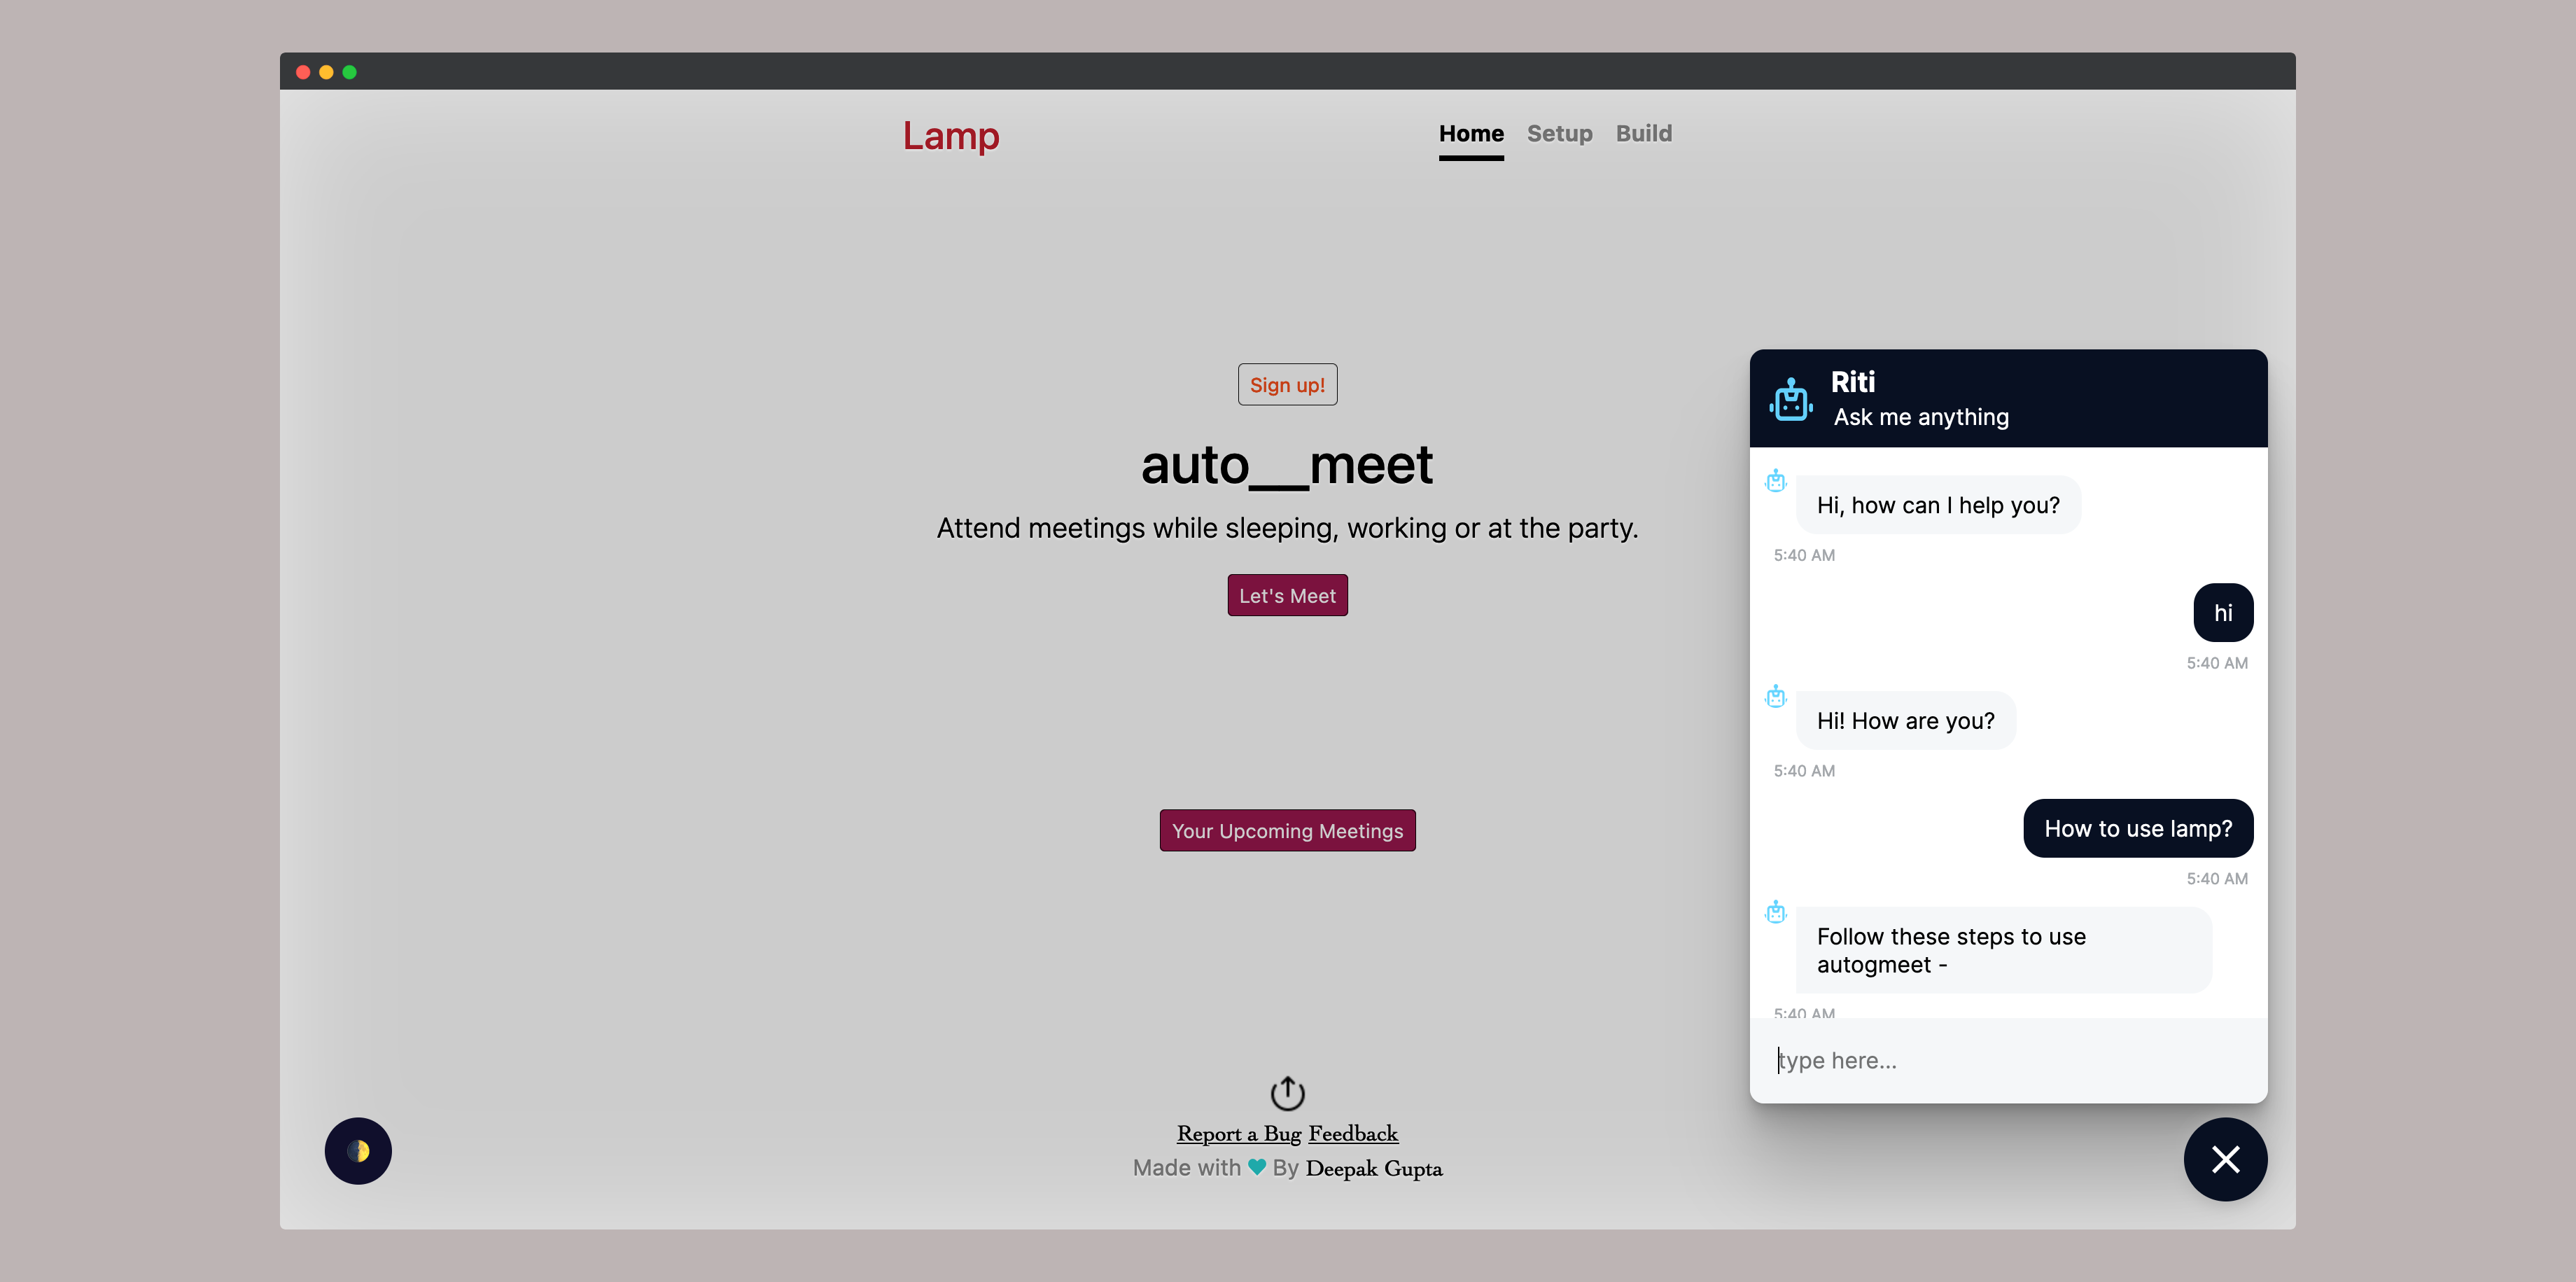 Lamp
Home Setup Build
Sign up!
auto__meet
Attend meetings while sleeping, working or at the party.
Let's Meet
Your Upcoming Meetings
Report a Bug Feedback
Made with By Deepak Gupta
Riti
Ask me anything
Hi, how can I help you?
5:40 AM
hi
5:40 AM
Hi! How are you?
5:40 AM
How to use lamp?
5:40 AM
Follow these steps to use
autogmeet -
5:40 AM
type here...